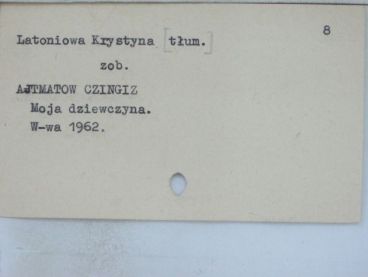 8
Latoniowa Krystyna [tłum.]
zob.
AJTMATOW CZINGIZ
Moja dziewczyna.
W-wa 1962.